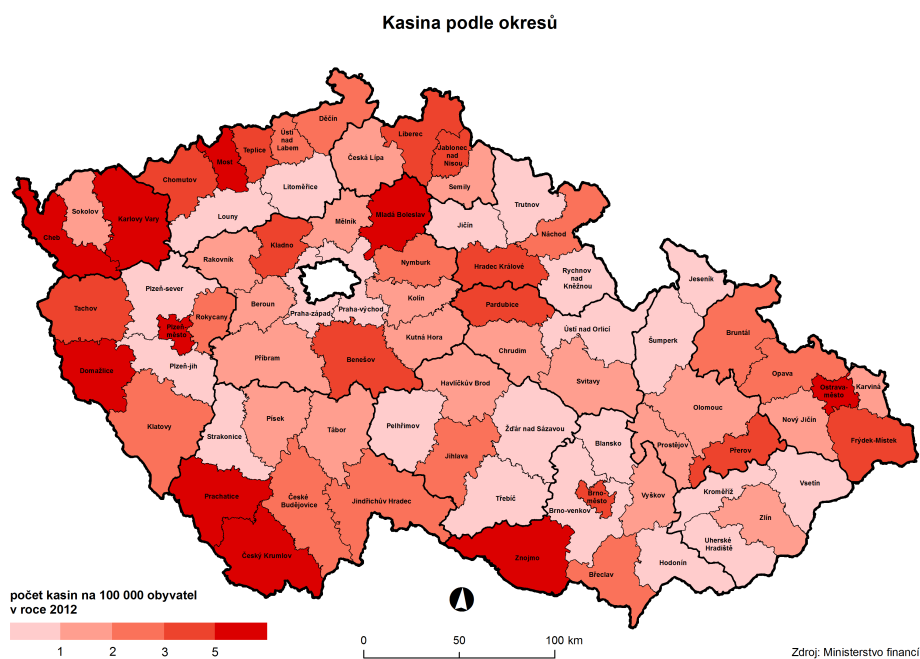 Kasina podle okresů
Děčín
Ústí
nad
Labem
Liberec
Teplice
Jablonec
nad
Nisou
Most
Česká Lípa
Chomutov
Litoměřice
Semily
Trutnov
Sokolov
Karlovy Vary
Louny
Mladá Boleslav
Mělník
Jičín
Cheb
Náchod
Kladno
Rakovník
Nymburk
Hradec Králové
Rychnov
nad
Kněžnou
Jeseník
Plzeň-sever
Tachov
Beroun
Kolín
Pardubice
Praha-západ
Praha-východ
Rokycany
Plzeň-
město
Ústí nad Orlicí
Bruntál
Šumperk
Kutná Hora
Chrudim
Příbram
Benešov
Plzeň-jih
Domažlice
Opava
Svitavy
Havlíčkův Brod
Ostrava-
město
Karviná
Olomouc
Klatovy
Písek
Nový Jičín
Strakonice
Tábor
Pelhřimov
Žďár nad Sázavou
Blansko
Prostějov
Přerov
Frýdek-Místek
Jihlava
Vsetín
Prachatice
České
Budějovice
Jindřichův Hradec
Třebíč
Brno-
město
Vyškov
Kroměříž
Brno-venkov
Zlín
Uherské
Hradiště
Český Krumlov
Znojmo
Hodonín
Břeclav
počet kasin na 100 000 obyvatel
v roce 2012
1 2 3 5
0 50 100 km
Zdroj: Ministerstvo financí